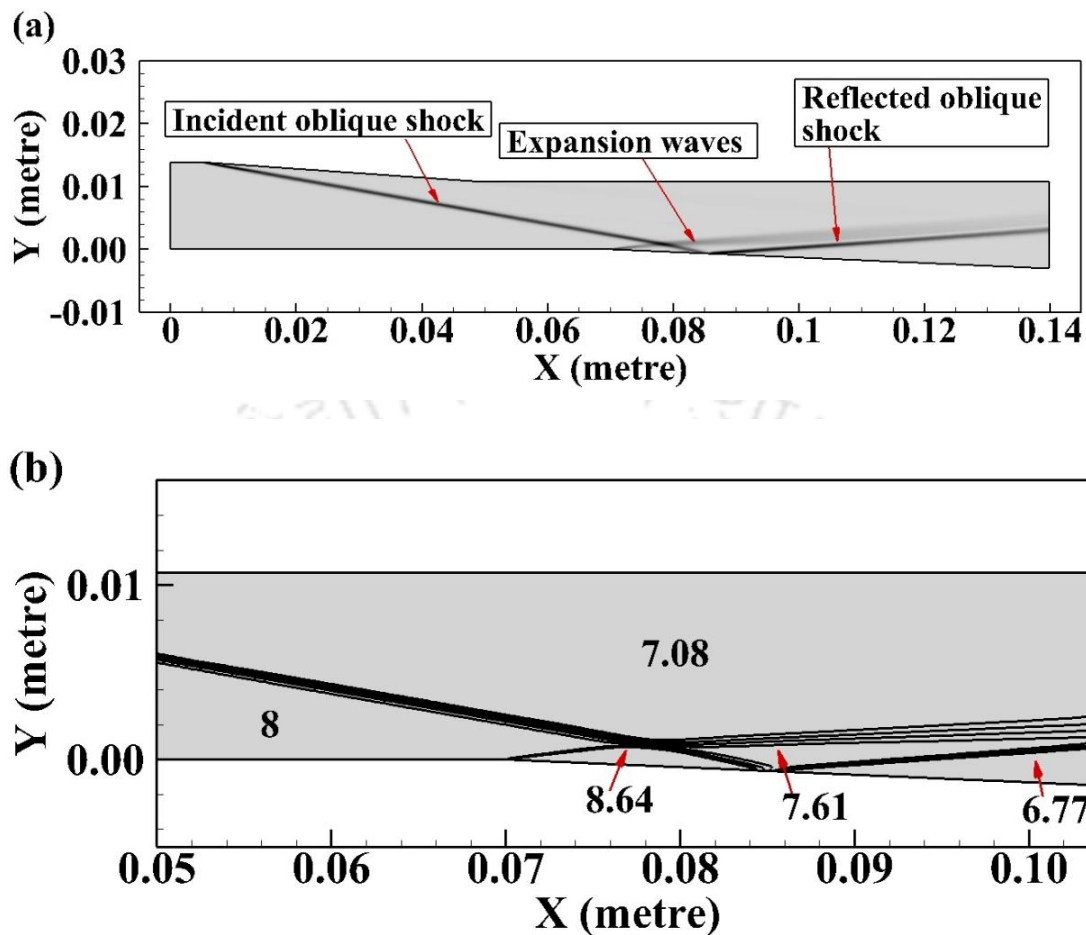 (a)
0.03
0.02
0.01
0.00
-0.01
Y (metre)
Incident oblique shock
Expansion waves
Reflected oblique
shock
0 0.02 0.04 0.06 0.08 0.1 0.12 0.14
X (metre)
(b)
0.01
0.00
Y (metre)
7.08
8
8.64
7.61
6.77
0.05 0.06 0.07 0.08 0.09 0.10
X (metre)